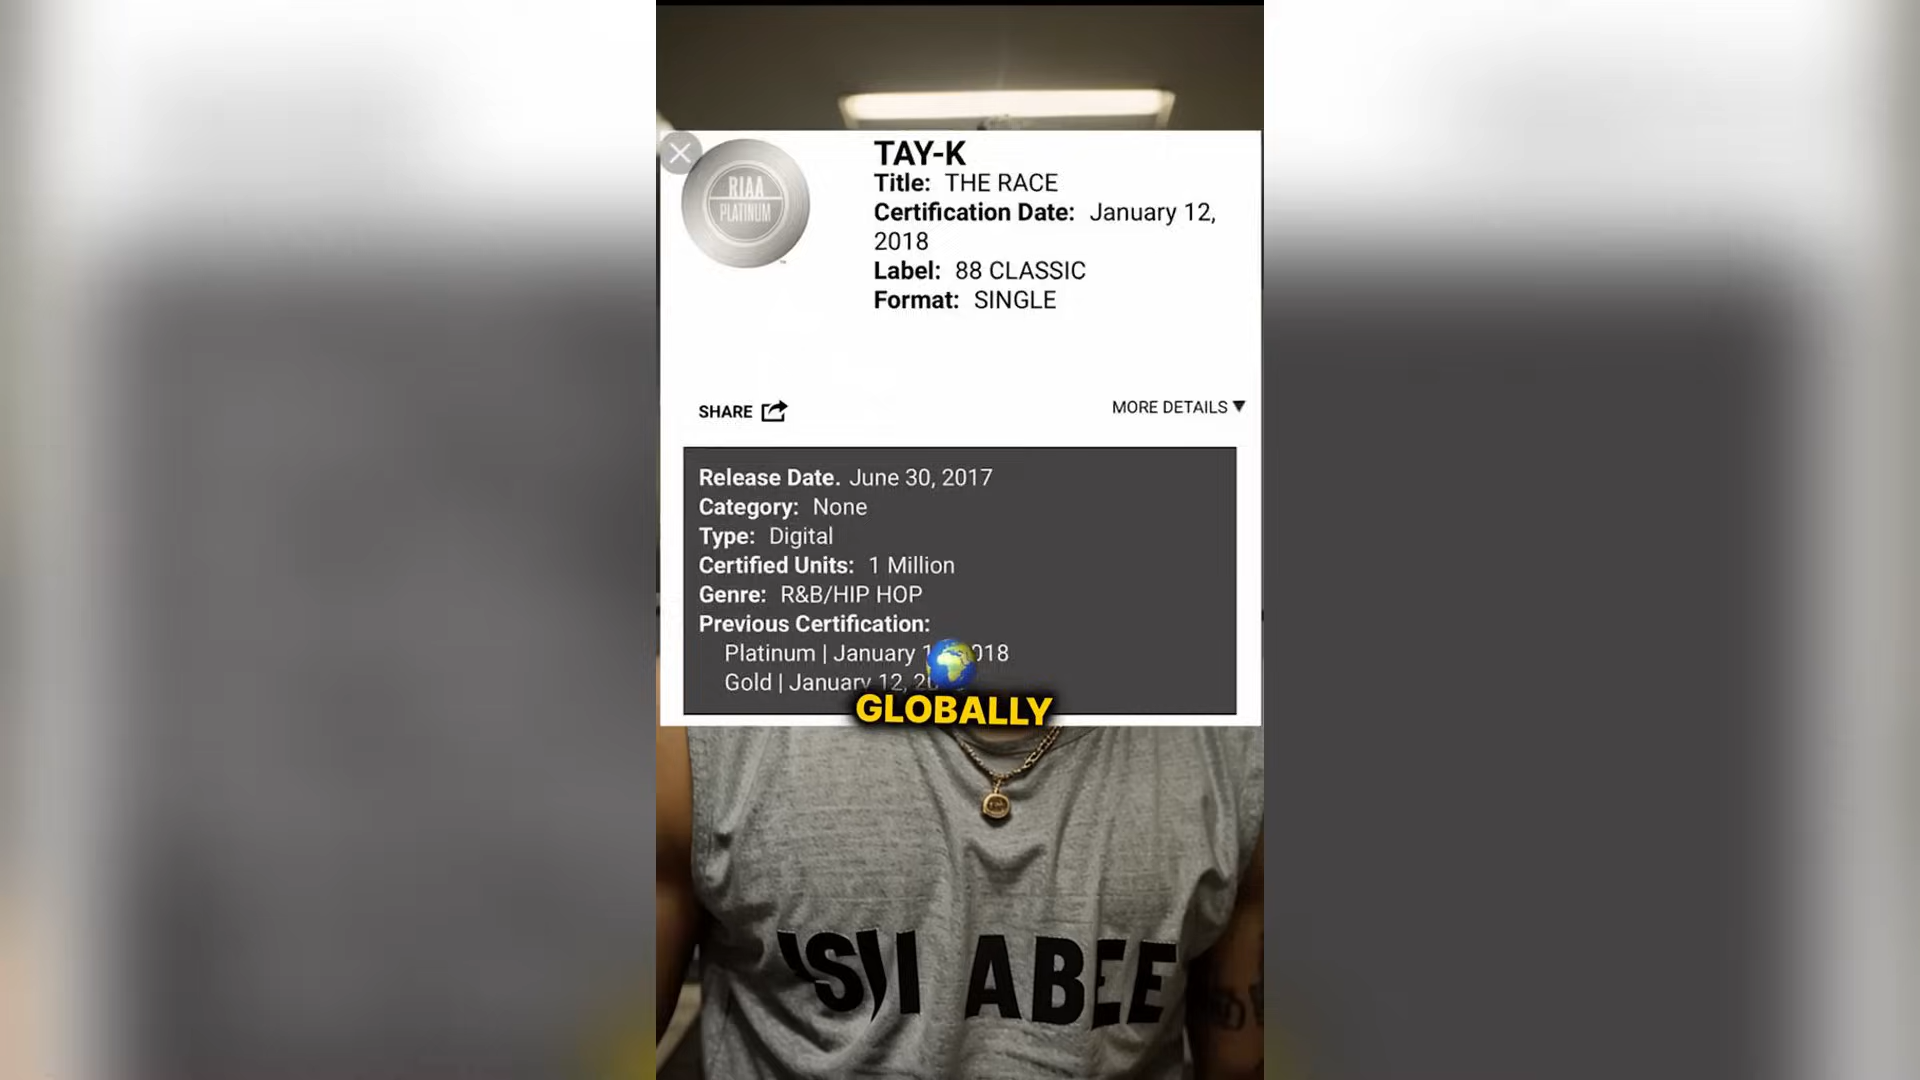 RIAA
PLATINUM
TAY-K
Title: THE RACE
Certification Date: January 12,
2018
Label: 88 CLASSIC
Format: SINGLE
SHARE
MORE DETAILS
Release Date. June 30, 2017
Category: None
Type: Digital
Certified Units: 1 Million
Genre: R&B/HIP HOP
Previous Certification:
Platinum | January
Gold | January 12,
GLOBALLY
ABEE